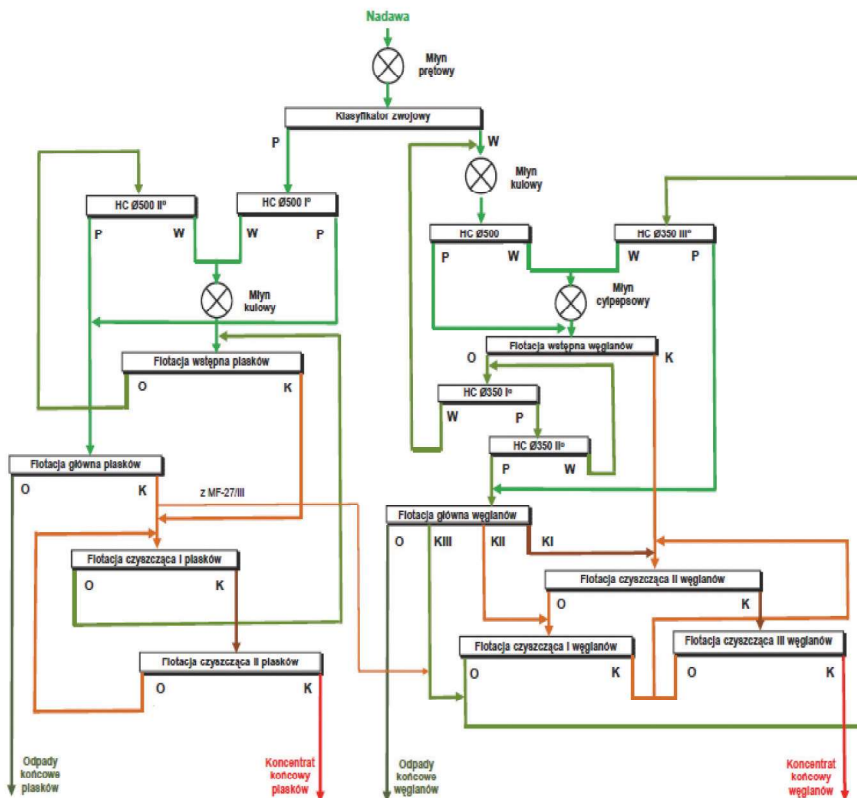 Nadawa
Młyn
prętowy
Klasyfikator zwojowy
P
W
Młyn
kulowy
HC Ø500 IIº
HC Ø500 Iº
P
W
W
P
HC Ø500
HC Ø350 IIIº
P
W
W
P
Młyn
kulowy
Młyn
cylpepsowy
Flotacja wstępna piasków
O
K
Flotacja wstępna węglanów
O
K
HC Ø350 Iº
W
P
HC Ø350 IIº
P
W
Flotacja główna piasków
O
K
z MF-27/III
Flotacja główna węglanów
O
KIII
KII
KI
Flotacja czyszcząca I piasków
O
K
Flotacja czyszcząca II węglanów
O
K
Flotacja czyszcząca I węglanów
O
K
Flotacja czyszcząca III węglanów
O
K
Flotacja czyszcząca II piasków
O
K
Odpady
końcowe
piasków
Koncentrat
końcowy
piasków
Odpady
końcowe
węglanów
Koncentrat
końcowy
węglanów